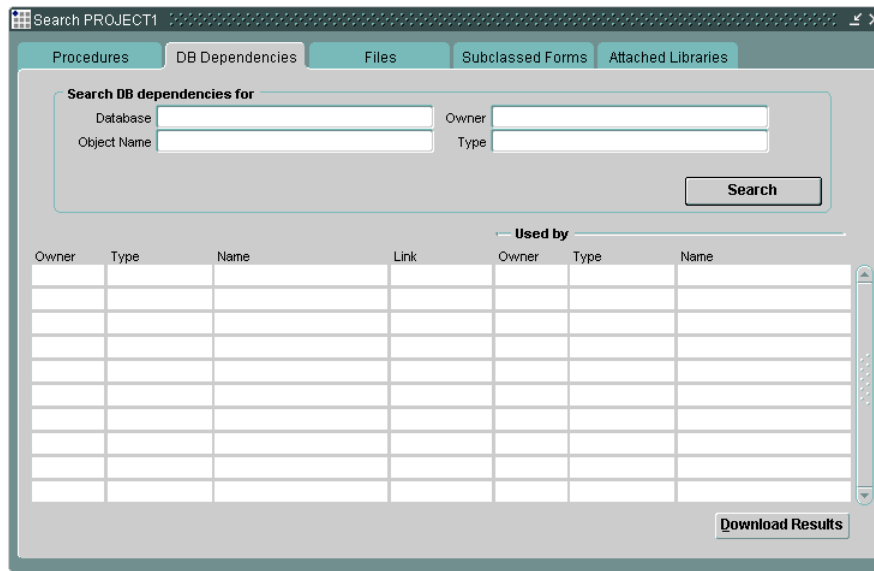 Search PROJECT1
Procedures DB Dependencies Files Subclassed Forms Attached Libraries
Search DB dependencies for
Database Owner
Object Name Type
Search
Used by
Owner Type Name Link Owner Type Name
Download Results